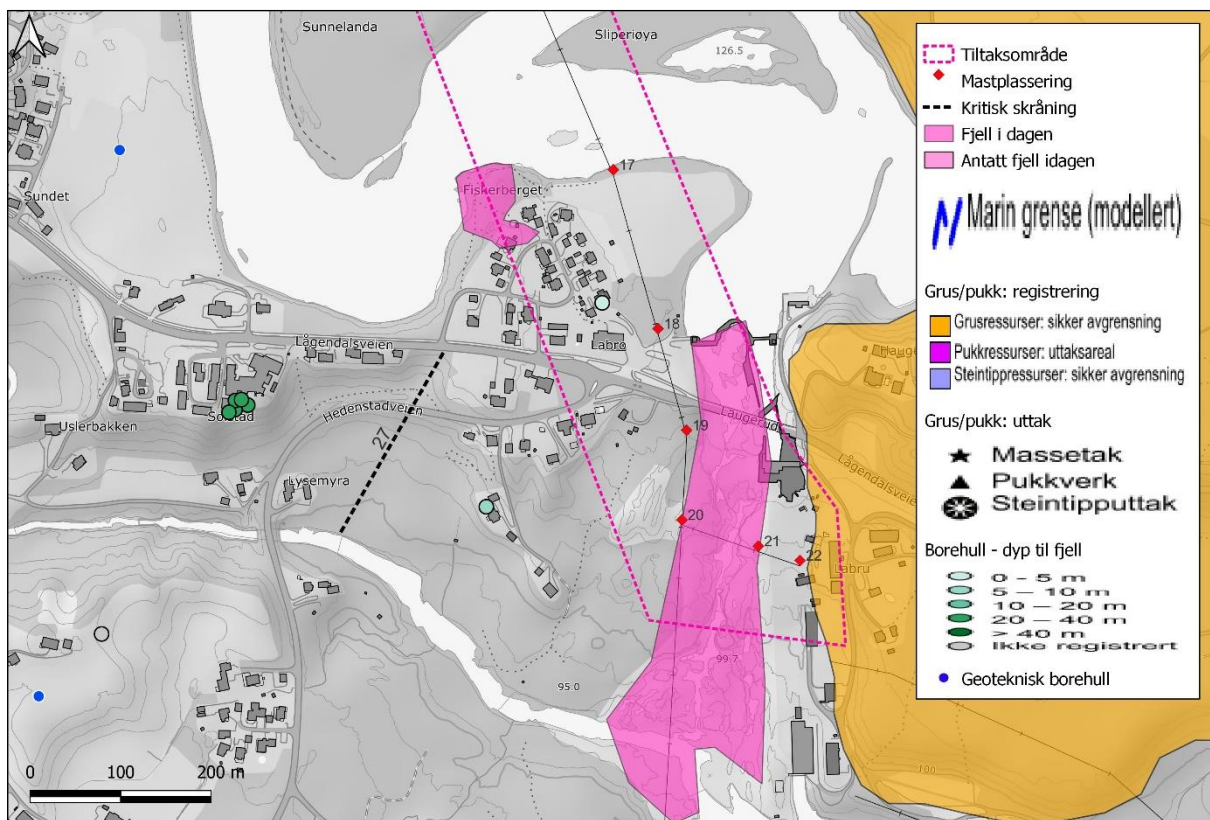 Sunnelanda
Sliperiøya
126.5
Sundet
Fiskerberget
17
18
Labro
Lågendalsveien
Hedenstadveien
27
Solstad
Uslerbakken
Lysemyra
19
20
21
22
Laugerud
Lågendalsveien
Labru
99.7
95.0
100
0 100 200 m
Tiltaksområde
Mastplassering
Kritisk skråning
Fjell i dagen
Antatt fjell idagen
Marin grense (modellert)
Grus/pukk: registrering
Grusressurser: sikker avgrensning
Pukkressurser: uttaksareal
Steintippressurser: sikker avgrensning
Grus/pukk: uttak
Massetak
Pukkverk
Steintipputtak
Borehull - dyp til fjell
0 - 5 m
5 – 10 m
10 – 20 m
20 – 40 m
> 40 m
Ikke registrert
Geoteknisk borehull